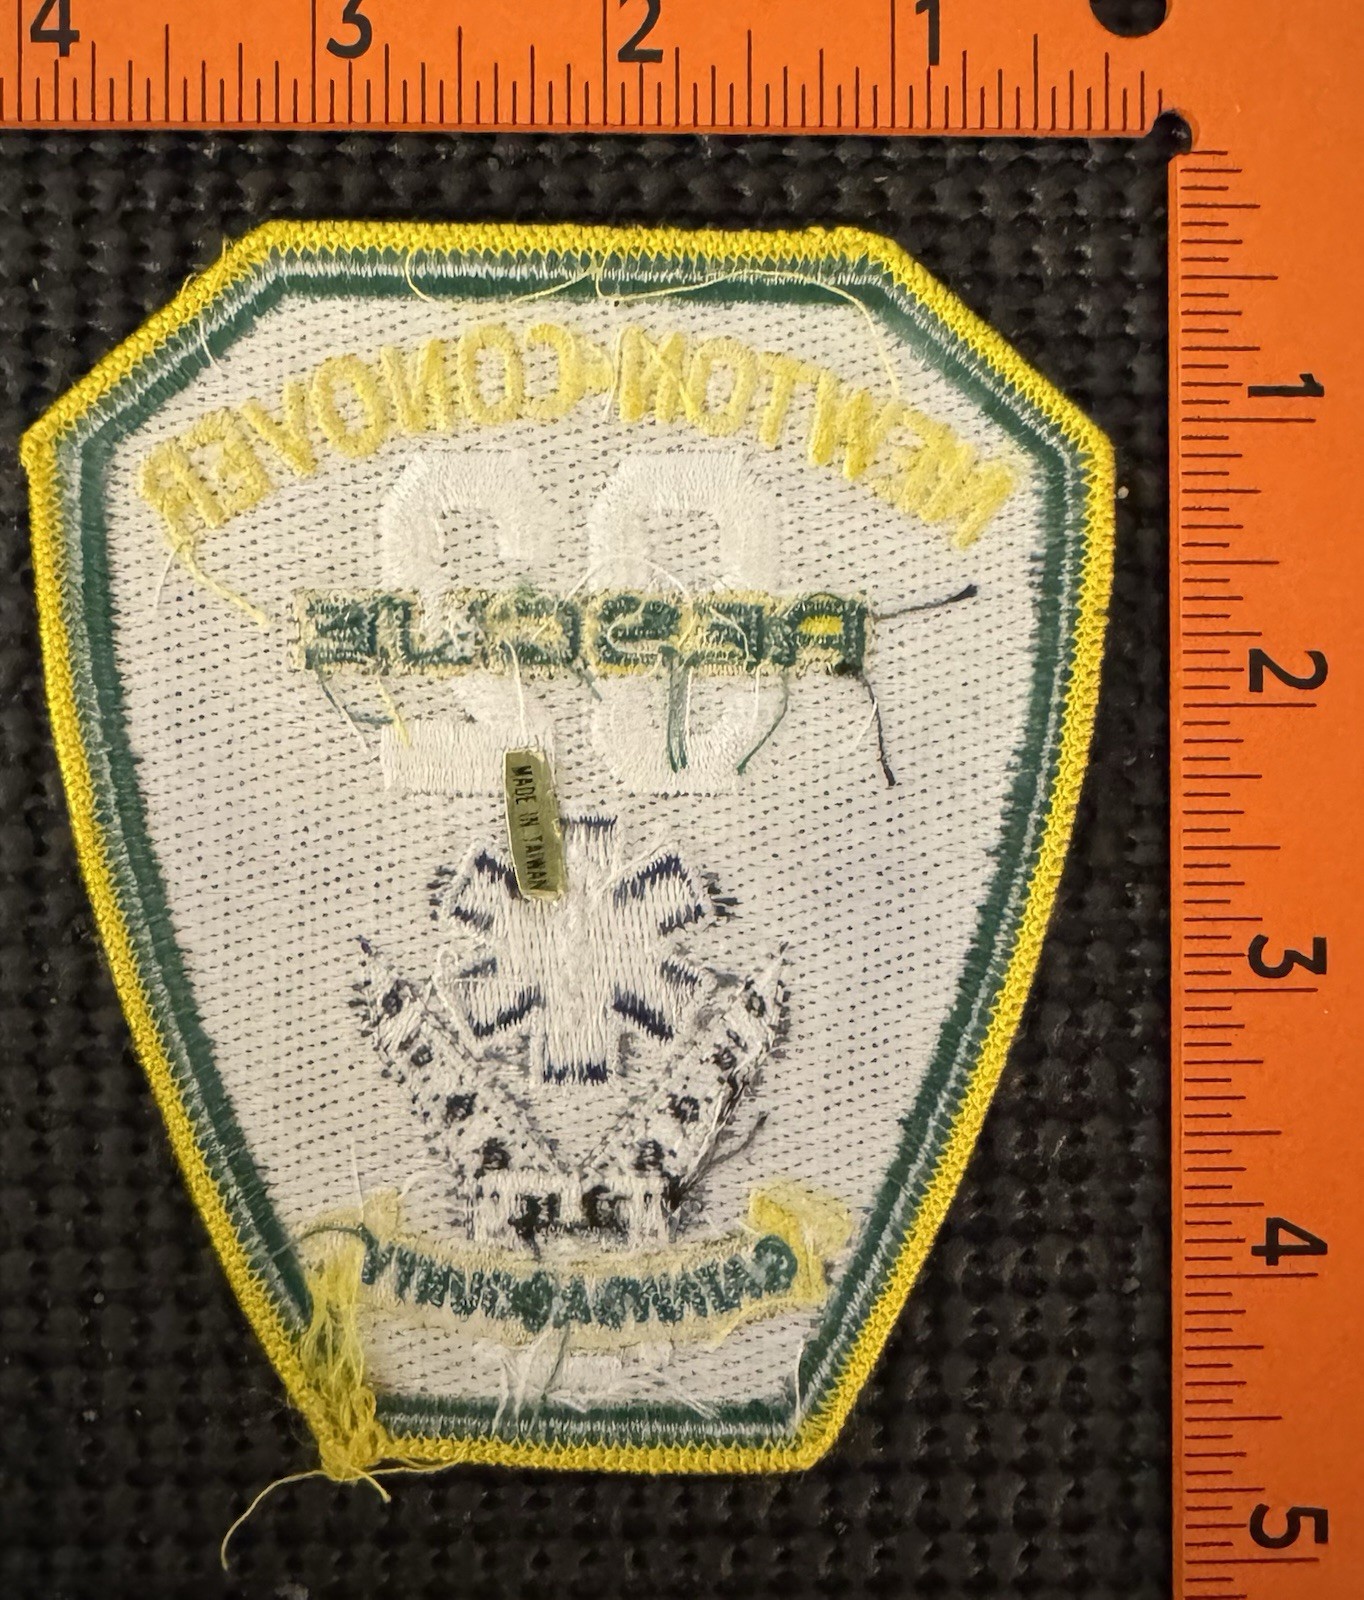 4 3 2 1
NEWTON-CONOVER
RESCUE
MADE IN TAIWAN
CATAWBA COUNTY
1
2
3
4
5